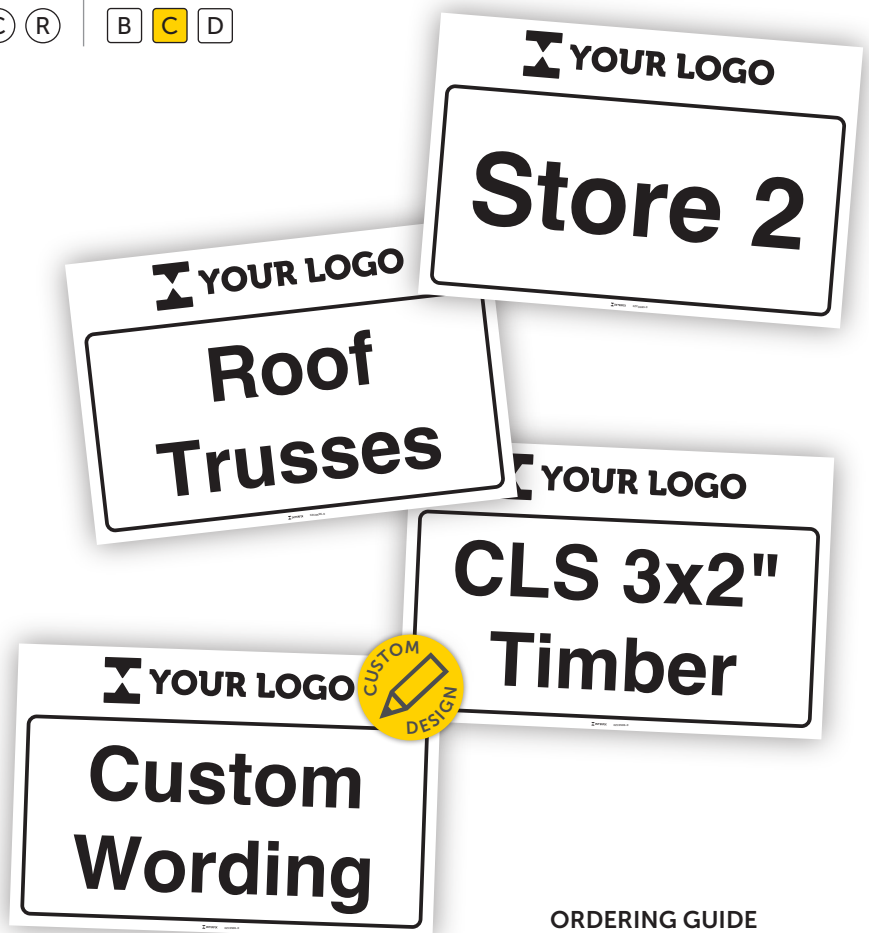 C R B C D
YOUR LOGO
Store 2
YOUR LOGO
Roof
Trusses
YOUR LOGO
CLS 3x2"
Timber
CUSTOM
DESIGN
YOUR LOGO
Custom
Wording
ORDERING GUIDE